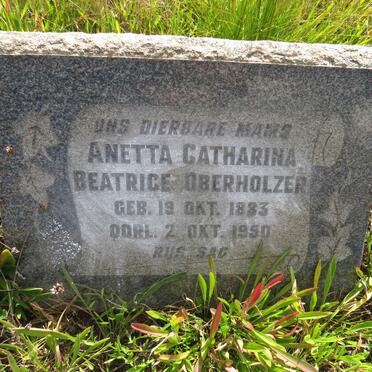 ONS DIERBARE MAMS
ANETTA CATHARINA
BEATRICE OBERHOLZER
GEB. 19 OKT. 1883
OORL. 2 OKT. 1950
RUS SAG